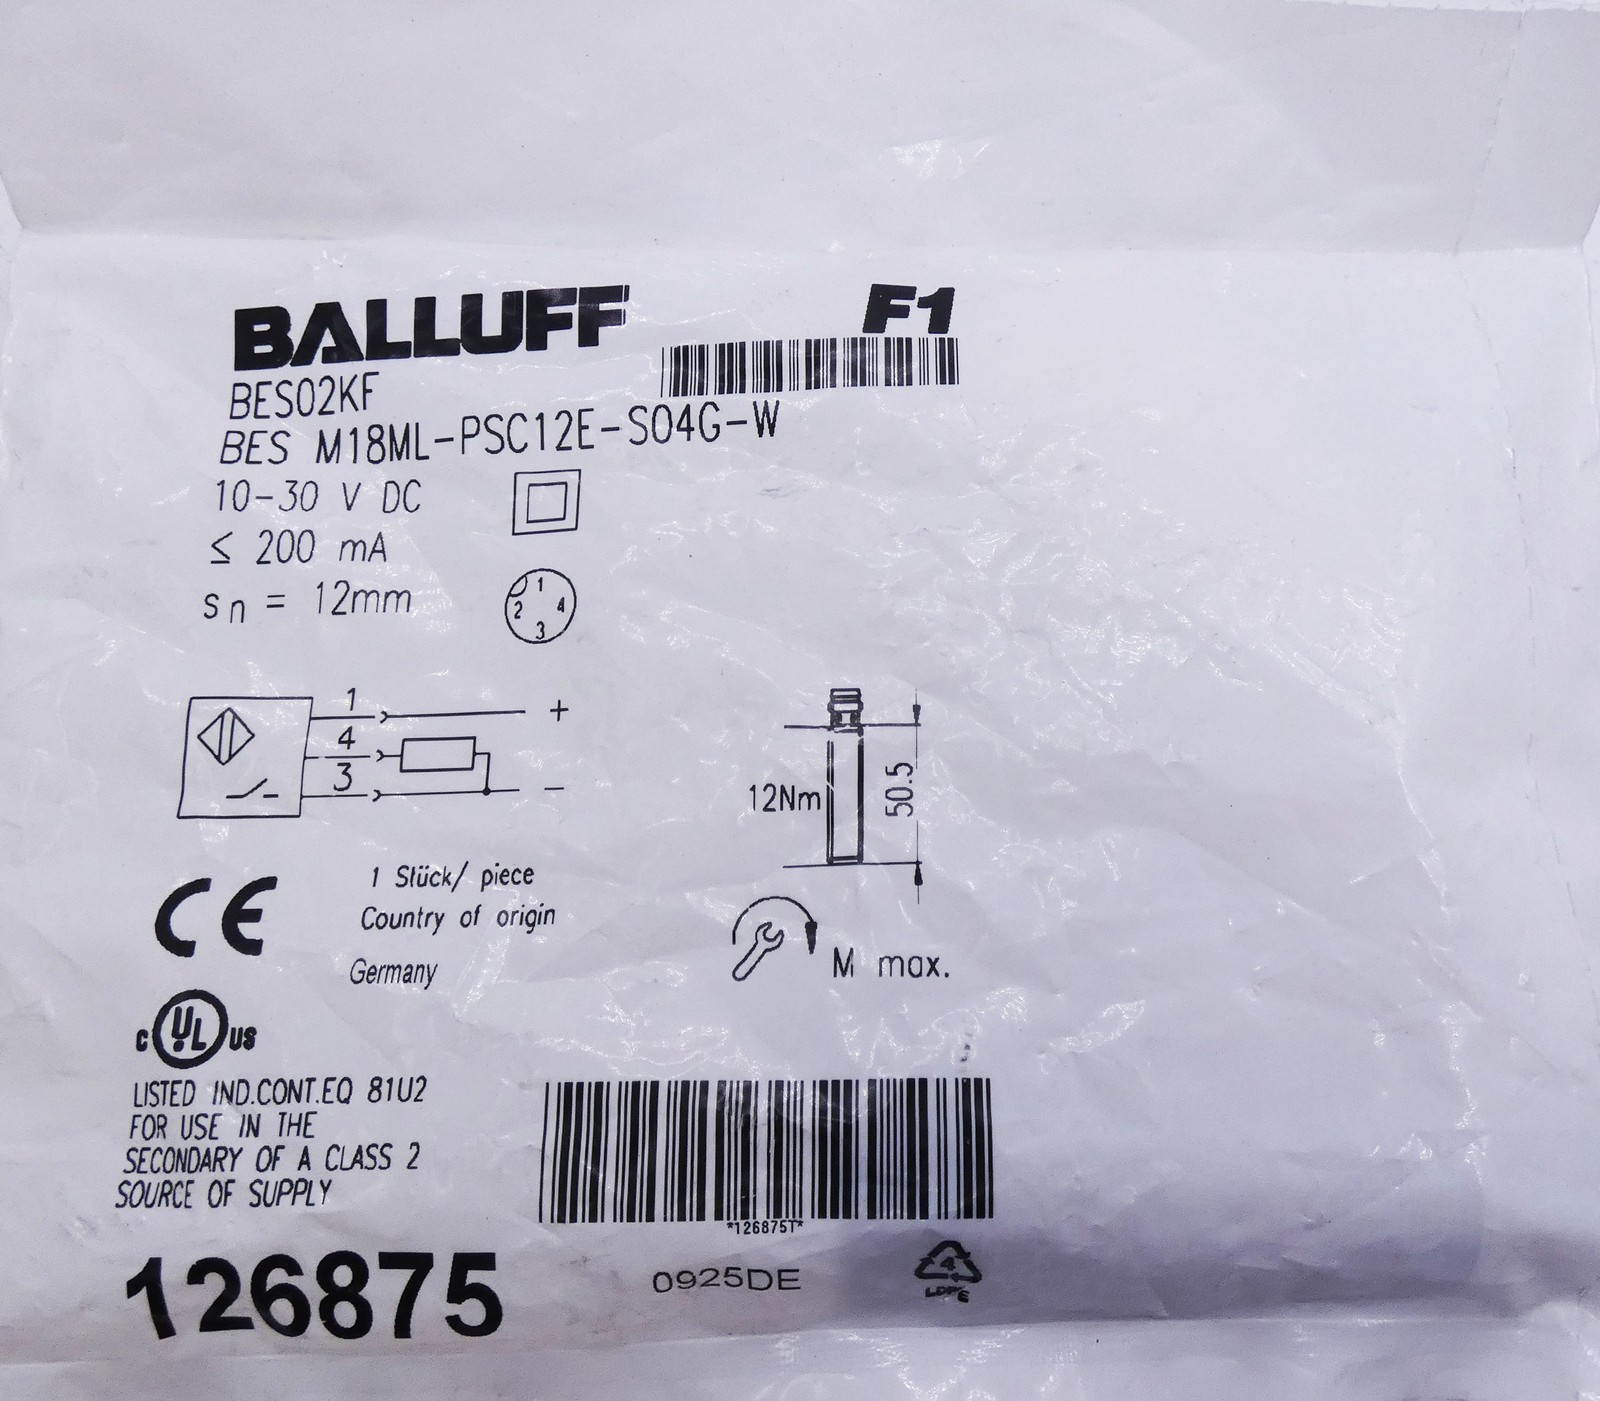 BALLUFF
F1
BES02KF
BES M18ML-PSC12E-S04G-W
10-30 V DC
≤ 200 mA
sn = 12mm
1
2
4
3
1
+
4
3
−
12Nm
50.5
M max.
CE
1 Stück/ piece
Country of origin
Germany
c UL us
LISTED IND.CONT.EQ 81U2
FOR USE IN THE
SECONDARY OF A CLASS 2
SOURCE OF SUPPLY
*126875T*
126875
0925DE
4
LDPE